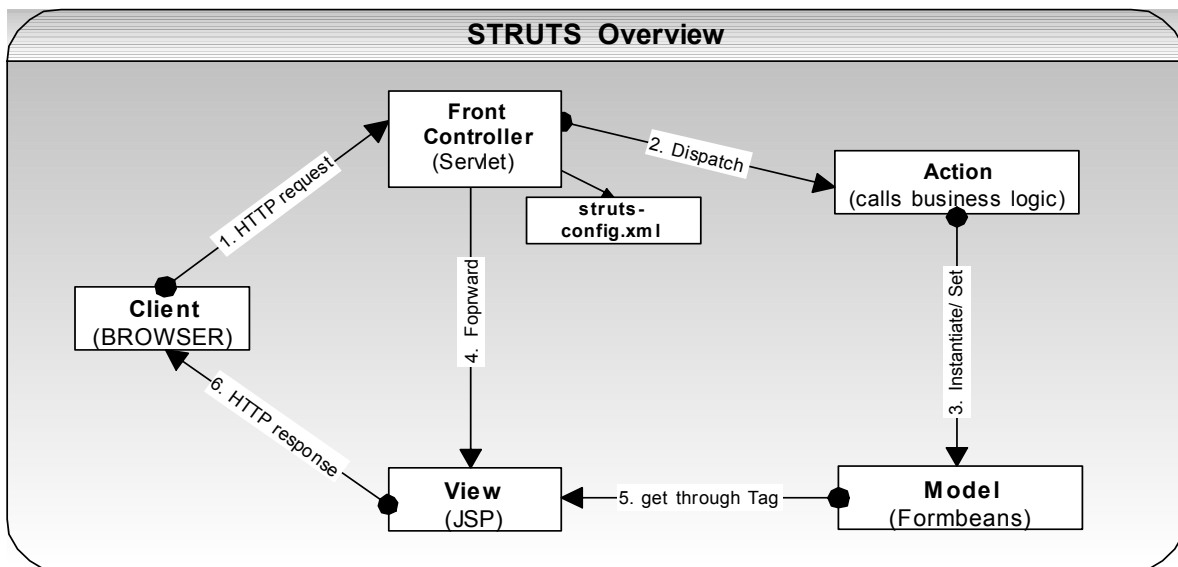 STRUTS Overview
Front
Controller
(Servlet)
2. Dispatch
Action
(calls business logic)
struts-
config.xml
1. HTTP request
Client
(BROWSER)
4. Foprward
3. Instantiate/ Set
6. HTTP response
View
(JSP)
5. get through Tag
Model
(Formbeans)